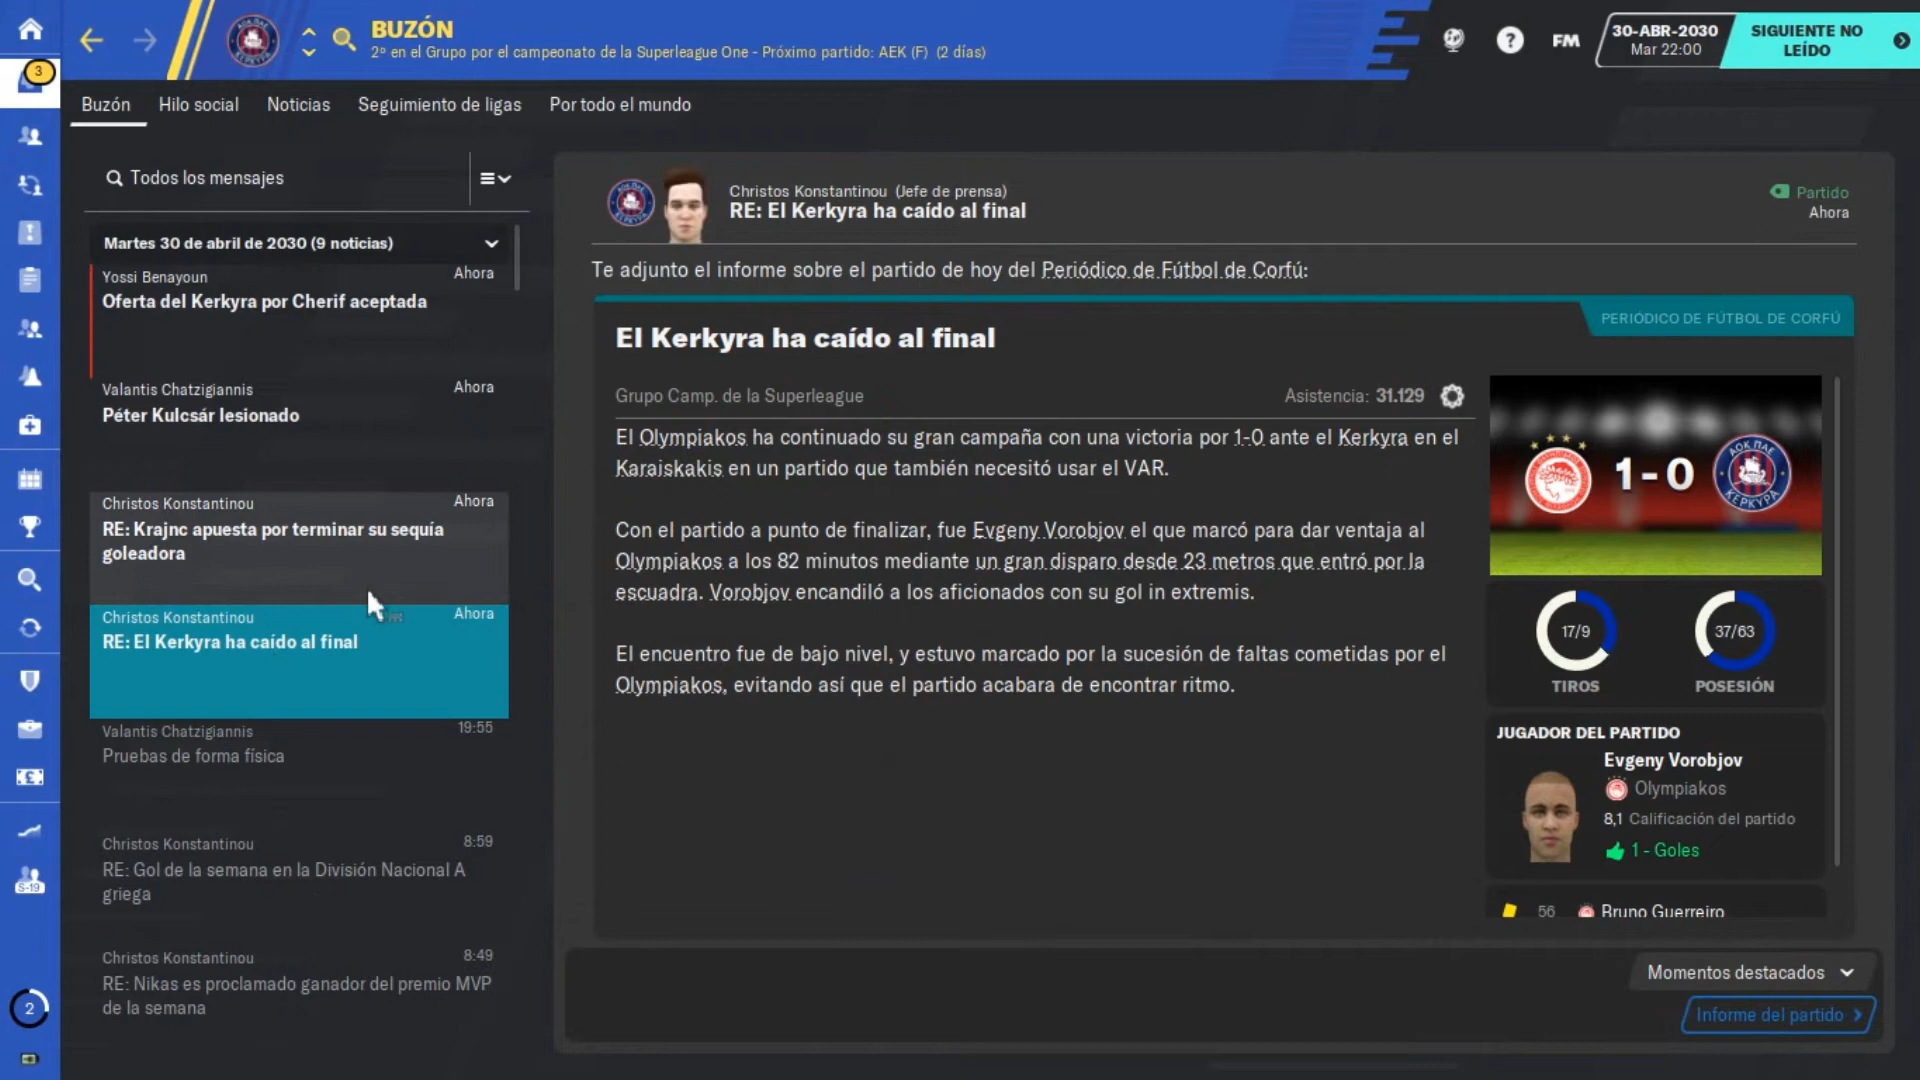 BUZÓN
2º en el Grupo por el campeonato de la Superleague One - Próximo partido: AEK (F) (2 días)
FM
30-ABR-2030
Mar 22:00
SIGUIENTE NO
LEÍDO
3
Buzón
Hilo social
Noticias
Seguimiento de ligas
Por todo el mundo
Todos los mensajes
Martes 30 de abril de 2030 (9 noticias)
Yossi Benayoun
Ahora
Oferta del Kerkyra por Cherif aceptada
Valantis Chatzigiannis
Ahora
Péter Kulcsár lesionado
Christos Konstantinou
Ahora
RE: Krajnc apuesta por terminar su sequía
goleadora
Christos Konstantinou
Ahora
RE: El Kerkyra ha caído al final
Valantis Chatzigiannis
19:55
Pruebas de forma física
Christos Konstantinou
8:59
RE: Gol de la semana en la División Nacional A
griega
Christos Konstantinou
8:49
RE: Nikas es proclamado ganador del premio MVP
de la semana
S-19
2
Christos Konstantinou (Jefe de prensa)
RE: El Kerkyra ha caído al final
Partido
Ahora
Te adjunto el informe sobre el partido de hoy del Periódico de Fútbol de Corfú:
PERIÓDICO DE FÚTBOL DE CORFÚ
El Kerkyra ha caído al final
Grupo Camp. de la Superleague
Asistencia: 31.129
El Olympiakos ha continuado su gran campaña con una victoria por 1-0 ante el Kerkyra en el
Karaiskakis en un partido que también necesitó usar el VAR.
Con el partido a punto de finalizar, fue Evgeny Vorobjov el que marcó para dar ventaja al
Olympiakos a los 82 minutos mediante un gran disparo desde 23 metros que entró por la
escuadra. Vorobjov encandiló a los aficionados con su gol in extremis.
El encuentro fue de bajo nivel, y estuvo marcado por la sucesión de faltas cometidas por el
Olympiakos, evitando así que el partido acabara de encontrar ritmo.
1 - 0
ΑΟΚ ΠΑΕ
ΚΕΡΚΥΡΑ
17/9
TIROS
37/63
POSESIÓN
JUGADOR DEL PARTIDO
Evgeny Vorobjov
Olympiakos
8,1 Calificación del partido
1 - Goles
56
Bruno Guerreiro
Momentos destacados
Informe del partido